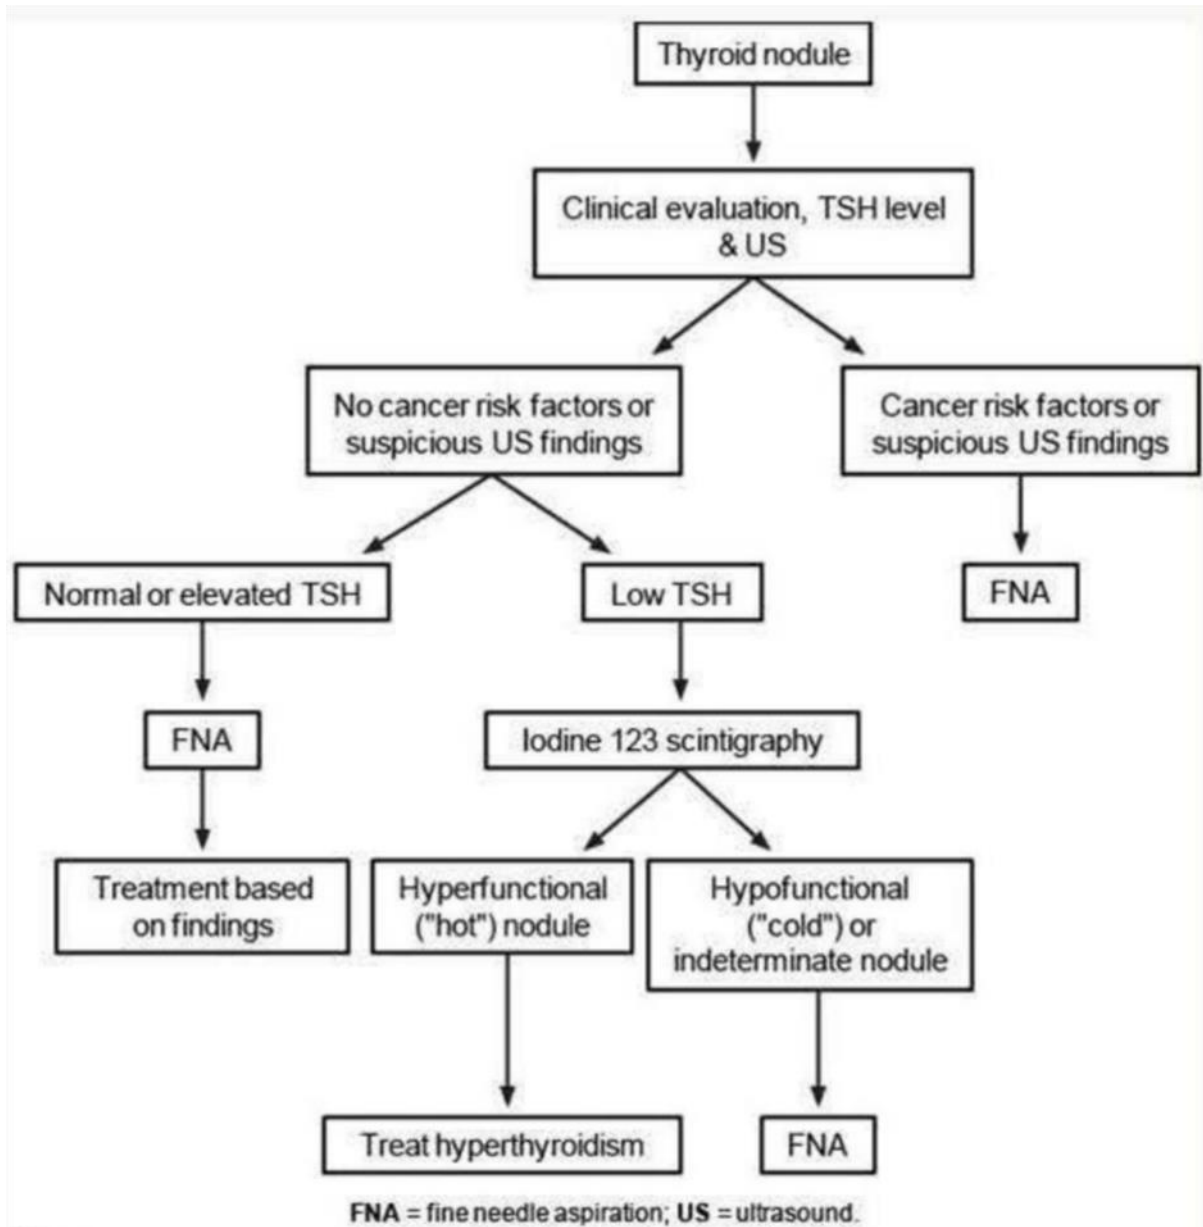 Thyroid nodule
Clinical evaluation, TSH level
& US
No cancer risk factors or
suspicious US findings
Cancer risk factors or
suspicious US findings
Normal or elevated TSH
Low TSH
FNA
FNA
Iodine 123 scintigraphy
Treatment based
on findings
Hyperfunctional
("hot") nodule
Hypofunctional
("cold") or
indeterminate nodule
Treat hyperthyroidism
FNA
FNA = fine needle aspiration; US = ultrasound.